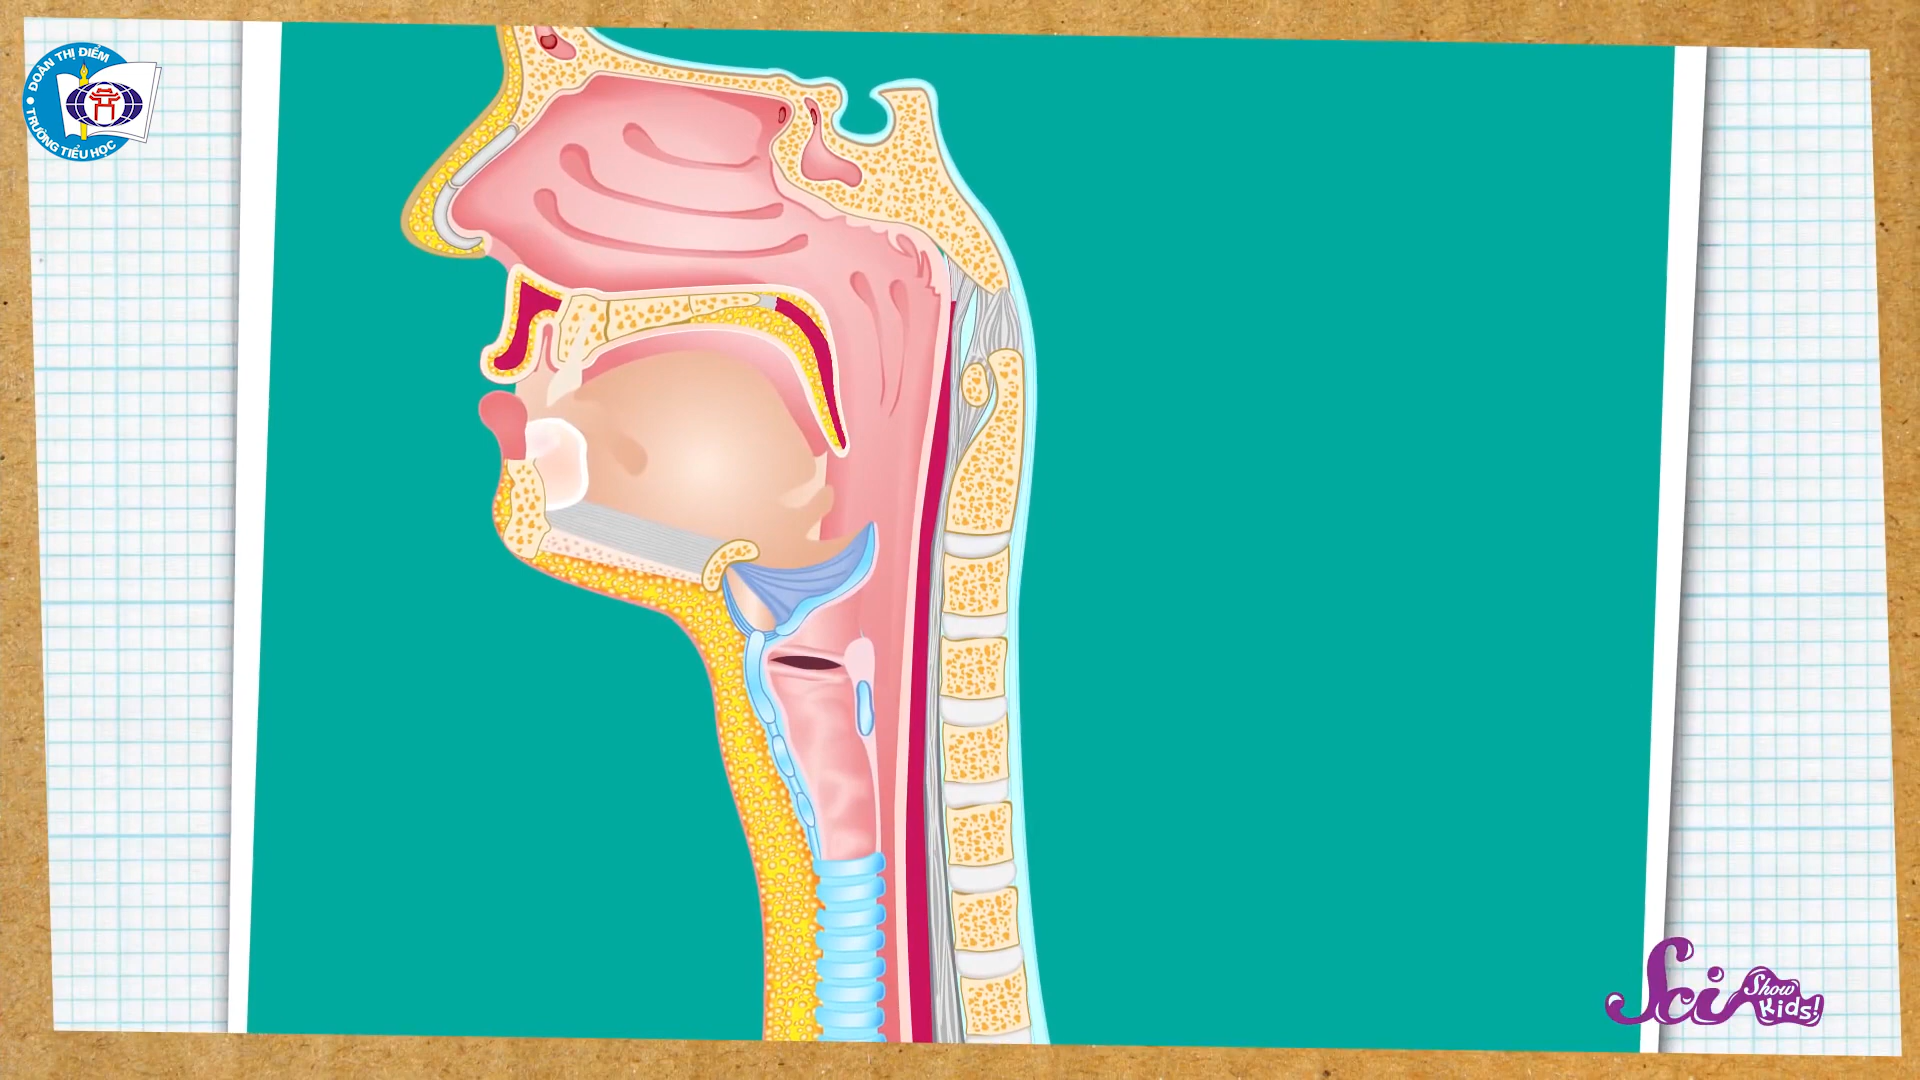 ĐOÀN THỊ ĐIỂM
TRƯỜNG TIỂU HỌC
Sci Show
Kids!